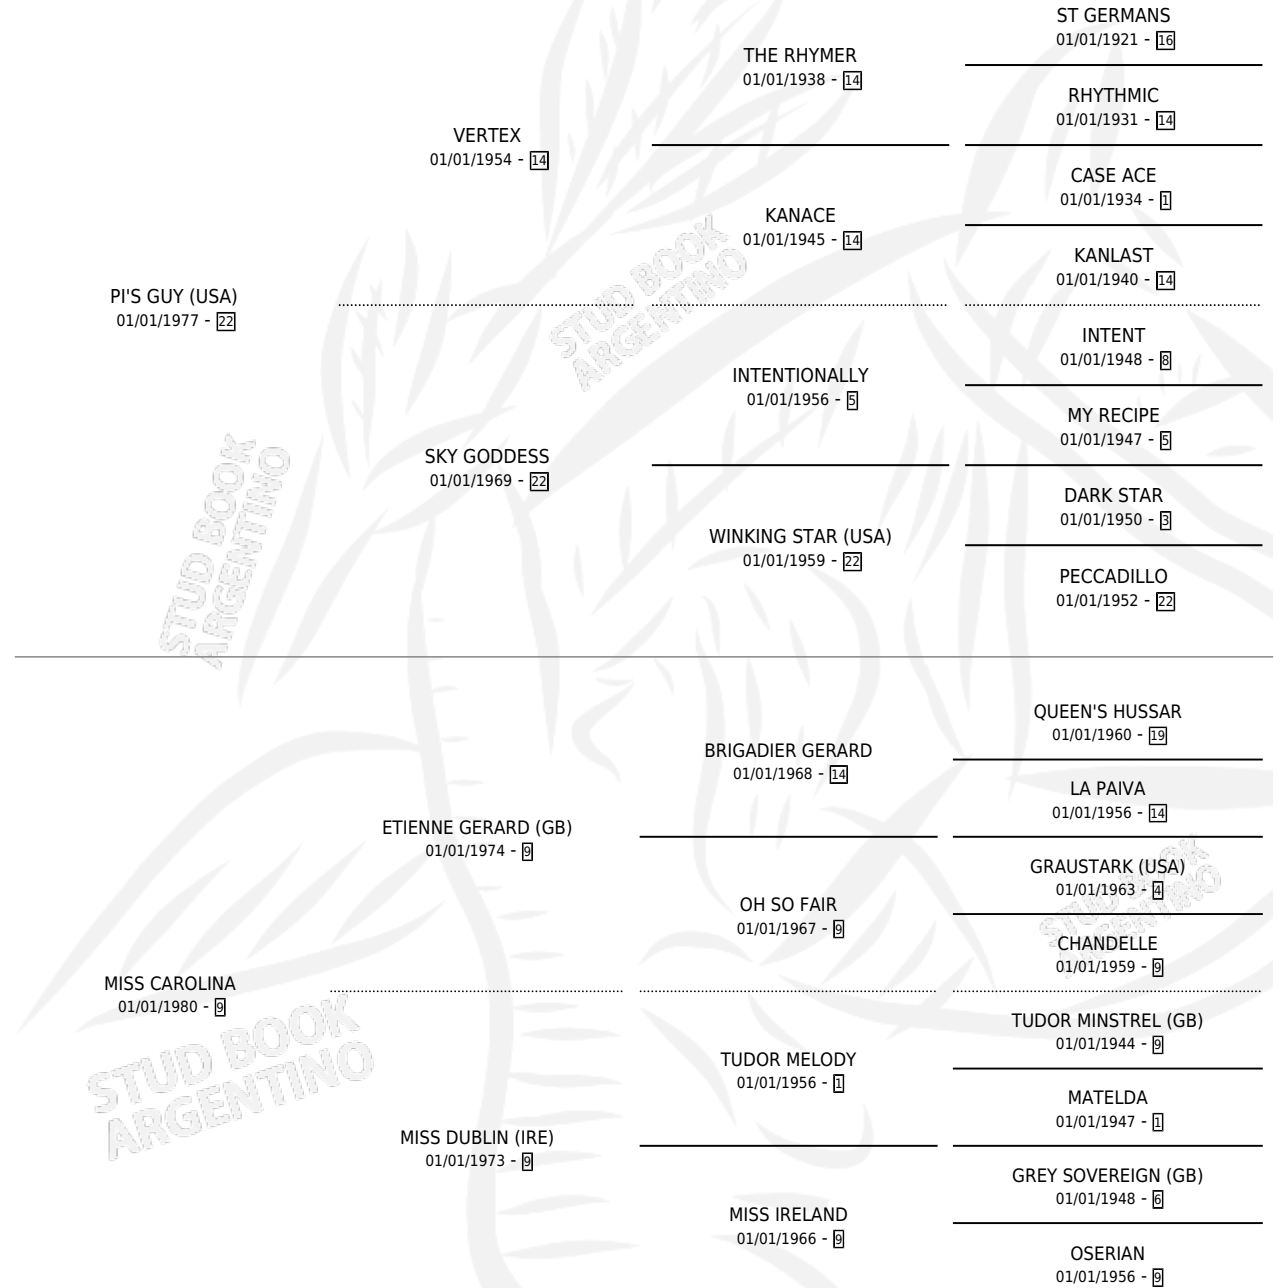 ST GERMANS
01/01/1921 - 16
THE RHYMER
01/01/1938 - 14
RHYTHMIC
01/01/1931 - 14
VERTEX
01/01/1954 - 14
CASE ACE
01/01/1934 - 1
KANACE
01/01/1945 - 14
KANLAST
01/01/1940 - 14
PI'S GUY (USA)
01/01/1977 - 22
INTENT
01/01/1948 - 8
INTENTIONALLY
01/01/1956 - 5
MY RECIPE
01/01/1947 - 5
SKY GODDESS
01/01/1969 - 22
DARK STAR
01/01/1950 - 3
WINKING STAR (USA)
01/01/1959 - 22
PECCADILLO
01/01/1952 - 22
QUEEN'S HUSSAR
01/01/1960 - 19
BRIGADIER GERARD
01/01/1968 - 14
LA PAIVA
01/01/1956 - 14
ETIENNE GERARD (GB)
01/01/1974 - 9
GRAUSTARK (USA)
01/01/1963 - 4
OH SO FAIR
01/01/1967 - 9
CHANDELLE
01/01/1959 - 9
MISS CAROLINA
01/01/1980 - 9
TUDOR MINSTREL (GB)
01/01/1944 - 9
TUDOR MELODY
01/01/1956 - 1
MATELDA
01/01/1947 - 1
MISS DUBLIN (IRE)
01/01/1973 - 9
GREY SOVEREIGN (GB)
01/01/1948 - 6
MISS IRELAND
01/01/1966 - 9
OSERIAN
01/01/1956 - 9
STUD BOOK
ARGENTINO
STUD BOOK
ARGENTINO
STUD BOOK
ARGENTINO
STUD BOOK
ARGENTINO